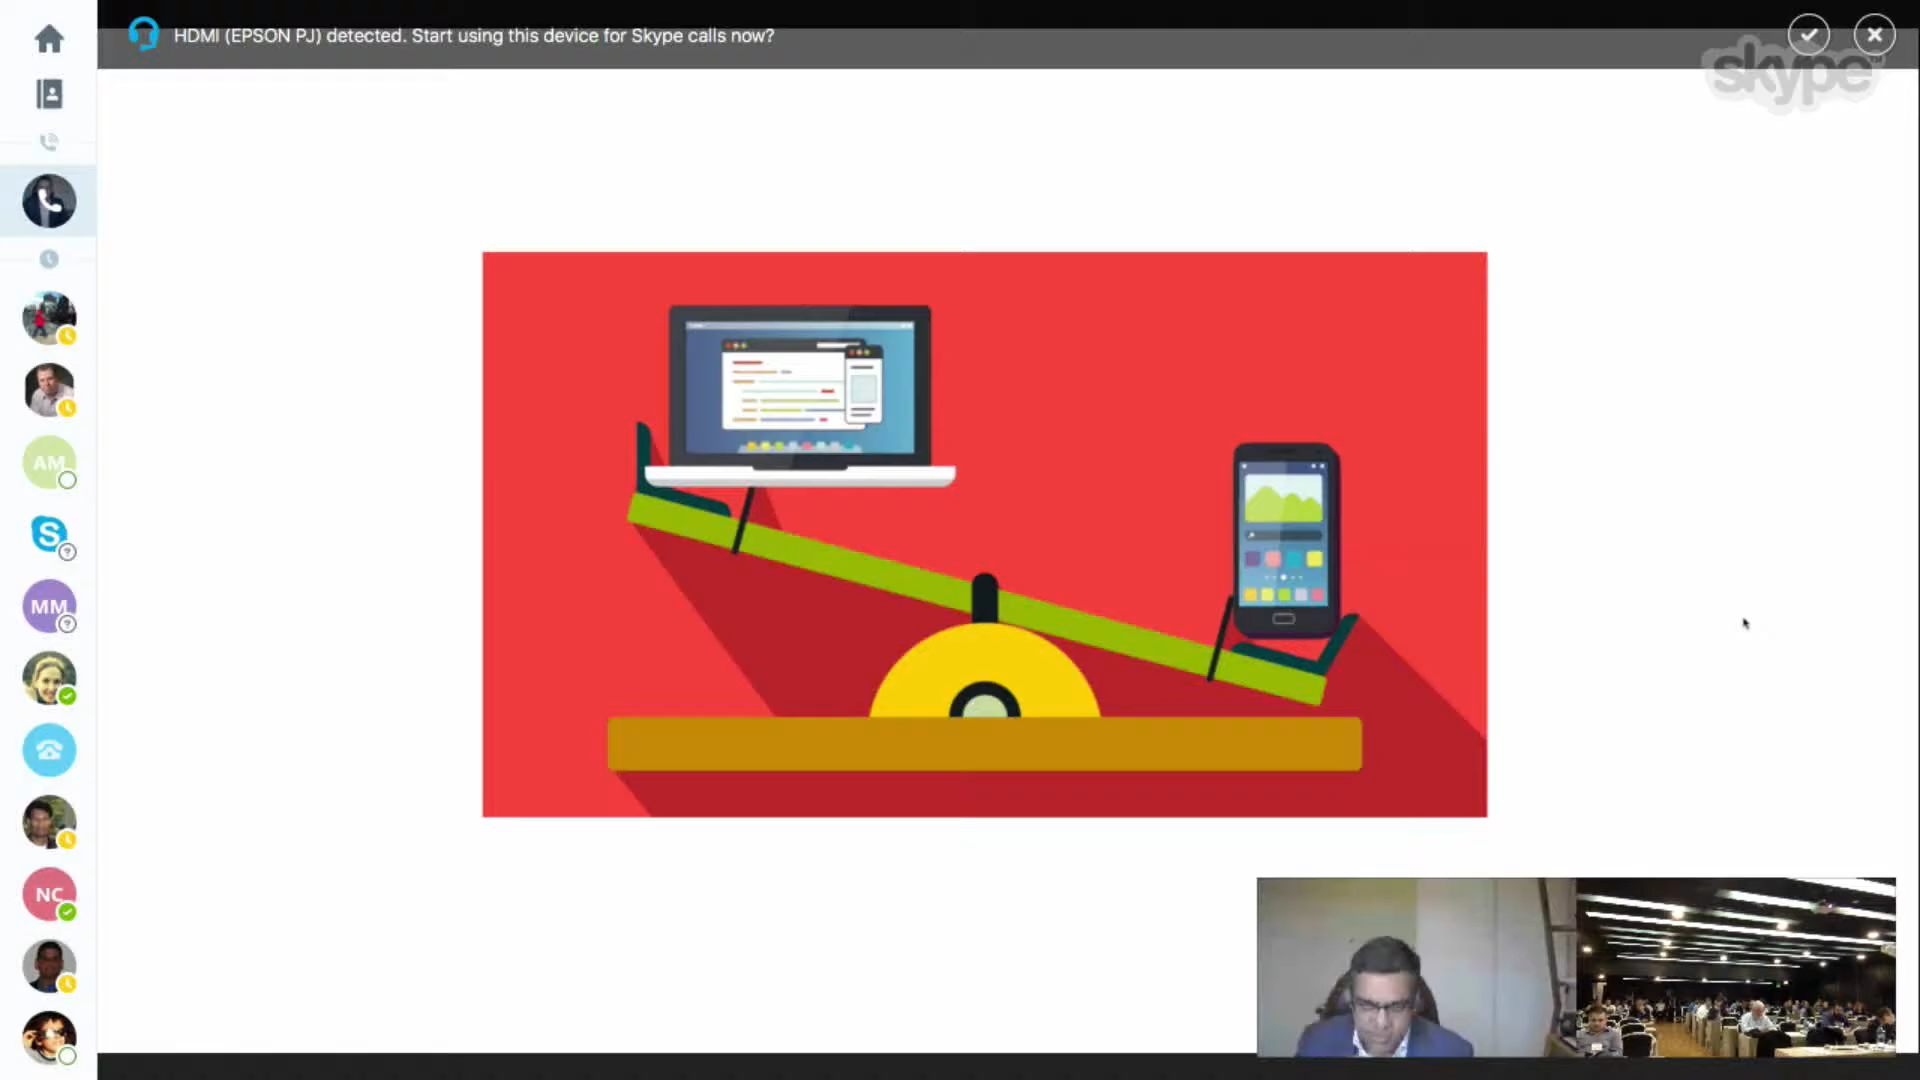 HDMI (EPSON PJ) detected. Start using this device for Skype calls now?
skype
AM
S
MM
NC